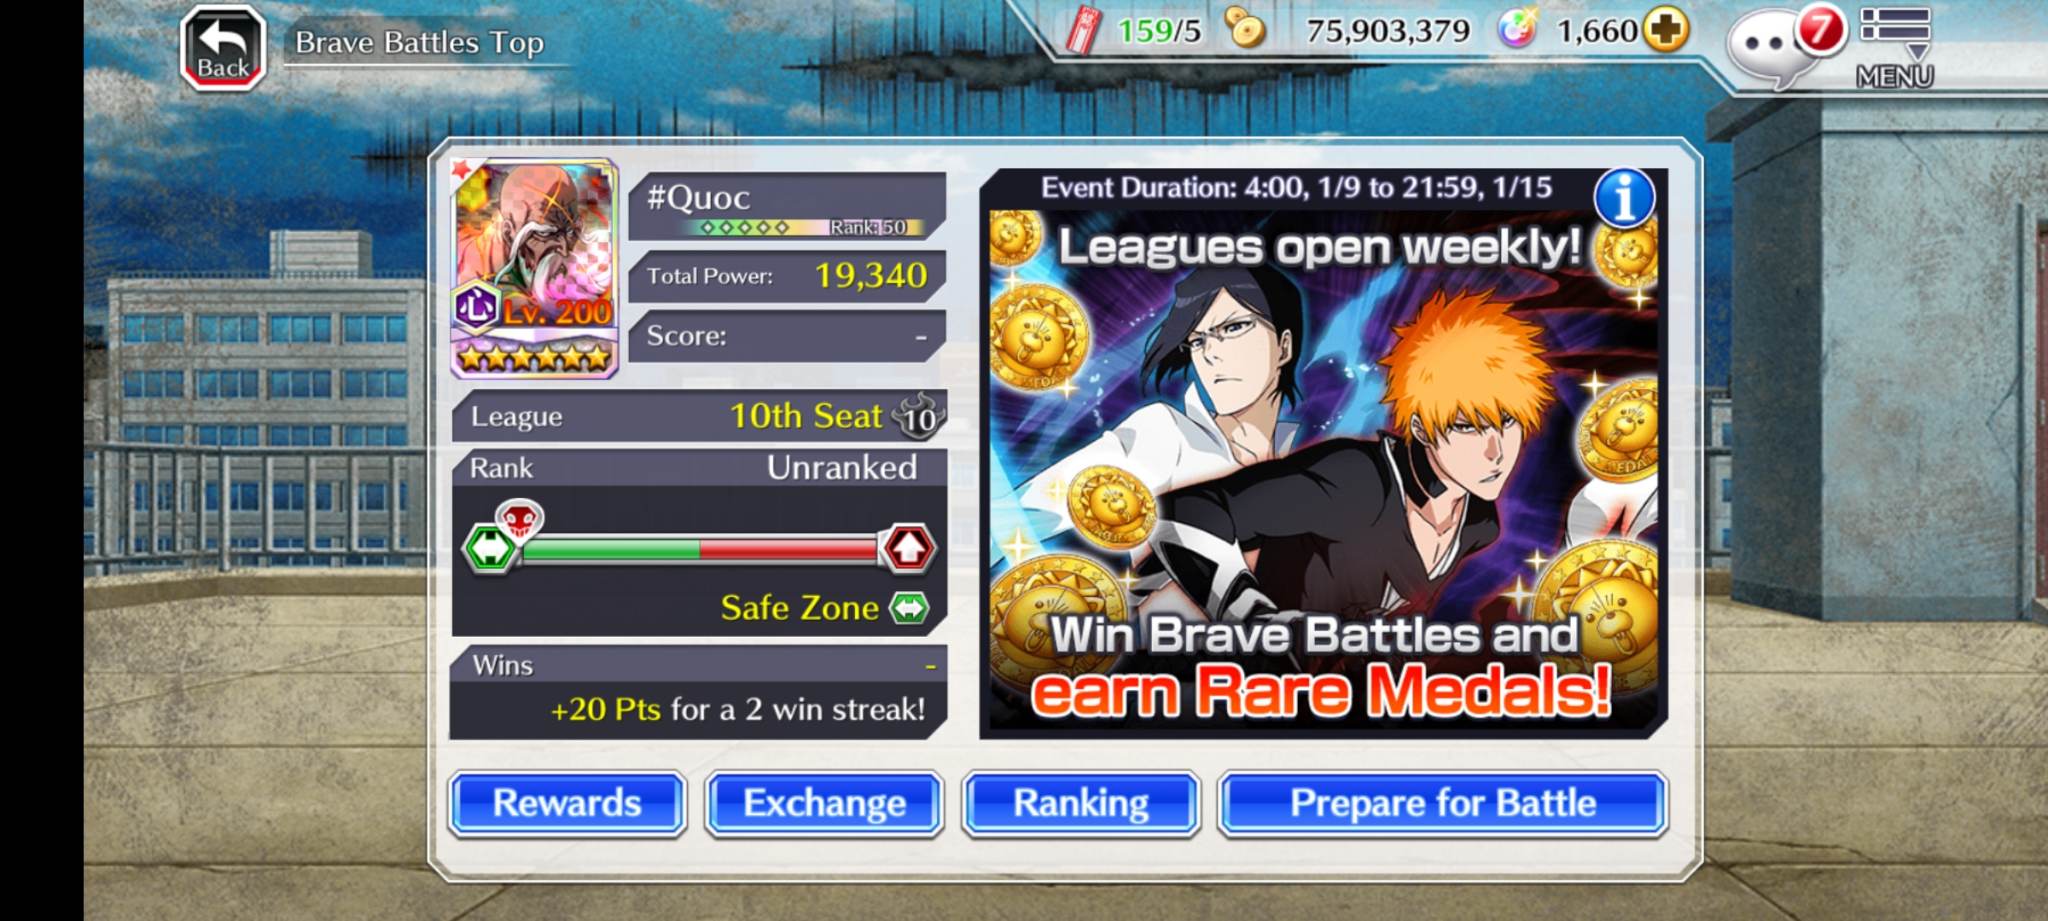 Back
Brave Battles Top
159/5
75,903,379
1,660
7
MENU
#Quoc
Rank: 50
Total Power: 19,340
Score: -
Lv. 200
League 10th Seat 10
Rank Unranked
Safe Zone
Wins -
+20 Pts for a 2 win streak!
Event Duration: 4:00, 1/9 to 21:59, 1/15
i
Leagues open weekly!
Win Brave Battles and
earn Rare Medals!
Rewards
Exchange
Ranking
Prepare for Battle